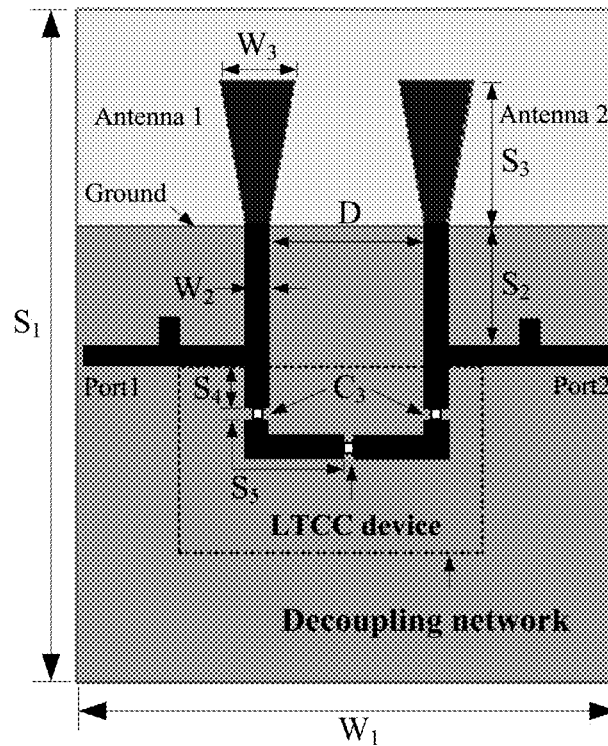 W3
Antenna 1
Antenna 2
S3
Ground
D
W2
S2
S1
Port1
S4
C3
Port2
S5
LTCC device
Decoupling network
W1